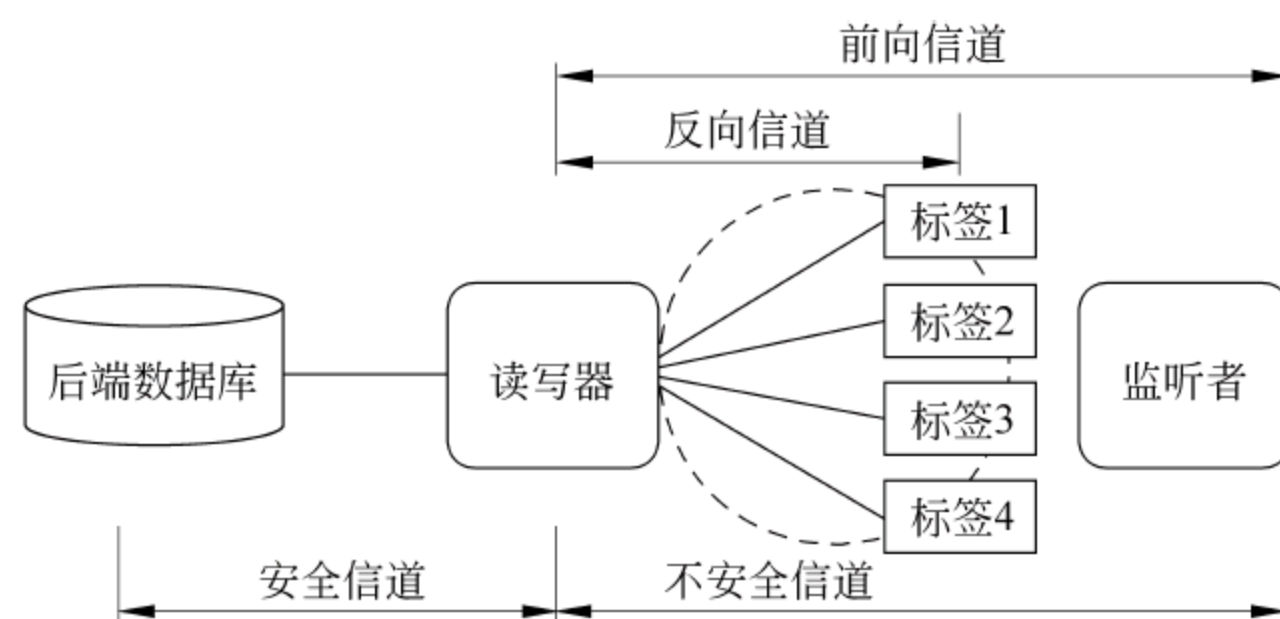 前向信道
反向信道
标签1
标签2
后端数据库
读写器
监听者
标签3
标签4
安全信道
不安全信道